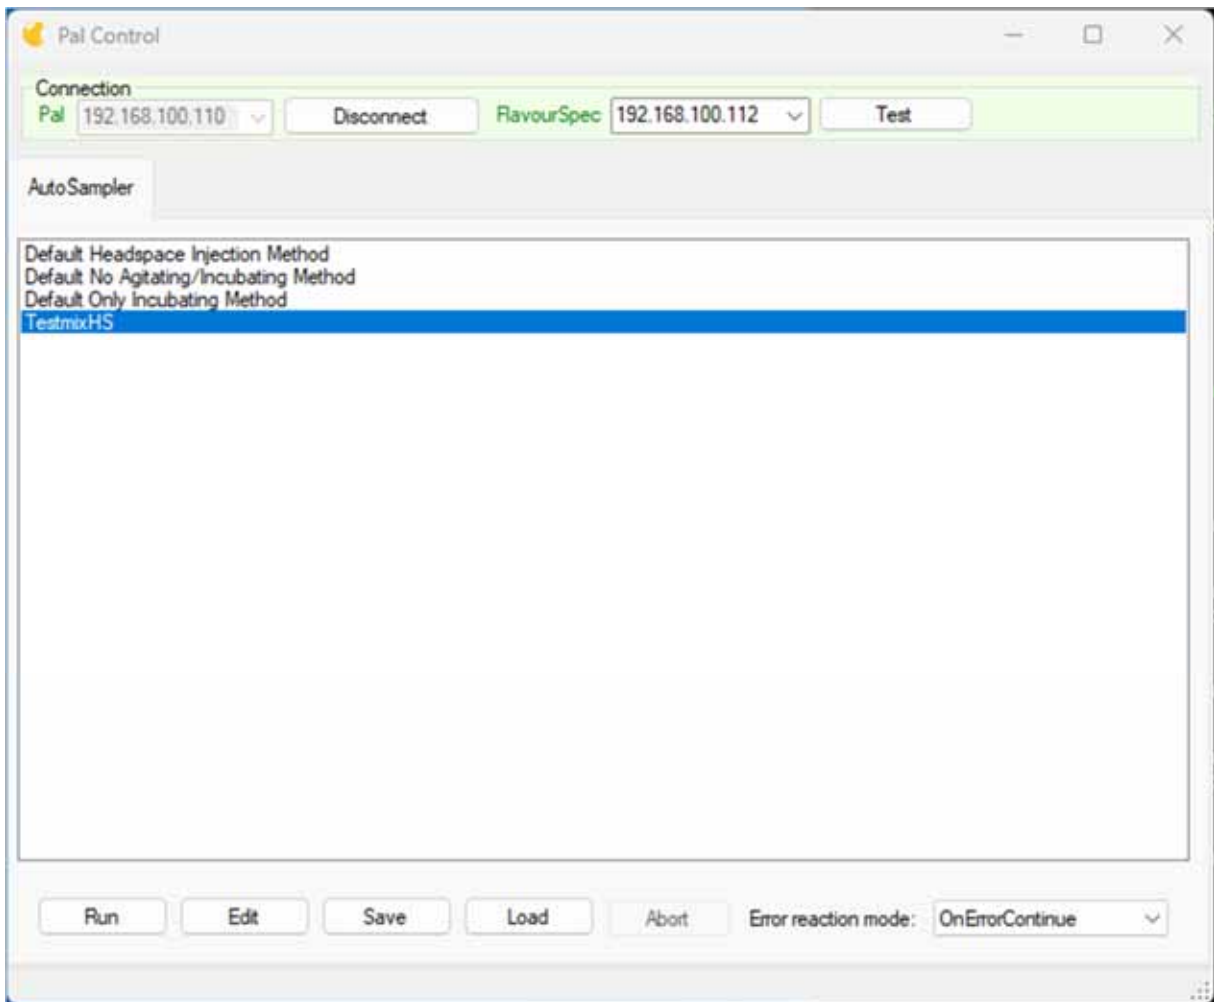 Pal Control
Connection
Pal 192.168.100.110 Disconnect FlavourSpec 192.168.100.112 Test
AutoSampler
Default Headspace Injection Method
Default No Agitating/Incubating Method
Default Only Incubating Method
TestmixHS
Run Edit Save Load Abort Error reaction mode: OnErrorContinue